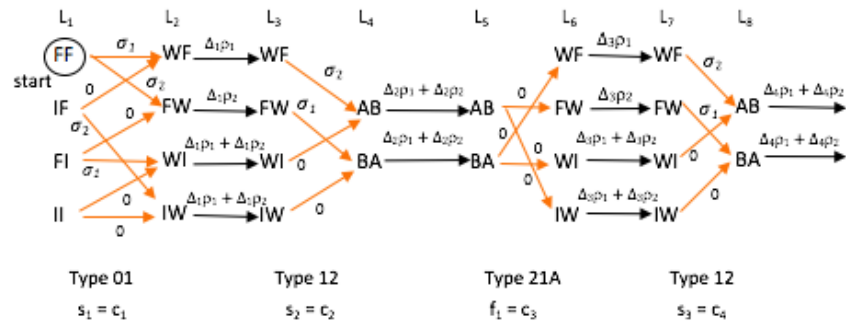 L₁ L₂ L₃ L₄ L₅ L₆ L₇ L₈
FF σ₁ WF Δ₁ρ₁ WF σ₂ WF Δ₃ρ₁ WF σ₂
start 0 σ₂ Δ₂ρ₁ + Δ₂ρ₂ 0 Δ₄ρ₁ + Δ₄ρ₂
IF 0 FW Δ₁ρ₂ FW σ₁ AB AB FW Δ₃ρ₂ FW σ₁ AB
σ₂ Δ₁ρ₁ + Δ₁ρ₂ Δ₂ρ₁ + Δ₂ρ₂ 0 0 Δ₃ρ₁ + Δ₃ρ₂ Δ₄ρ₁ + Δ₄ρ₂
FI σ₁ WI WI 0 BA BA 0 WI WI 0 BA
0 Δ₁ρ₁ + Δ₁ρ₂ Δ₃ρ₁ + Δ₃ρ₂
II 0 IW IW 0 IW IW 0
Type 01 Type 12 Type 21A Type 12
s₁ = c₁ s₂ = c₂ f₁ = c₃ s₃ = c₄